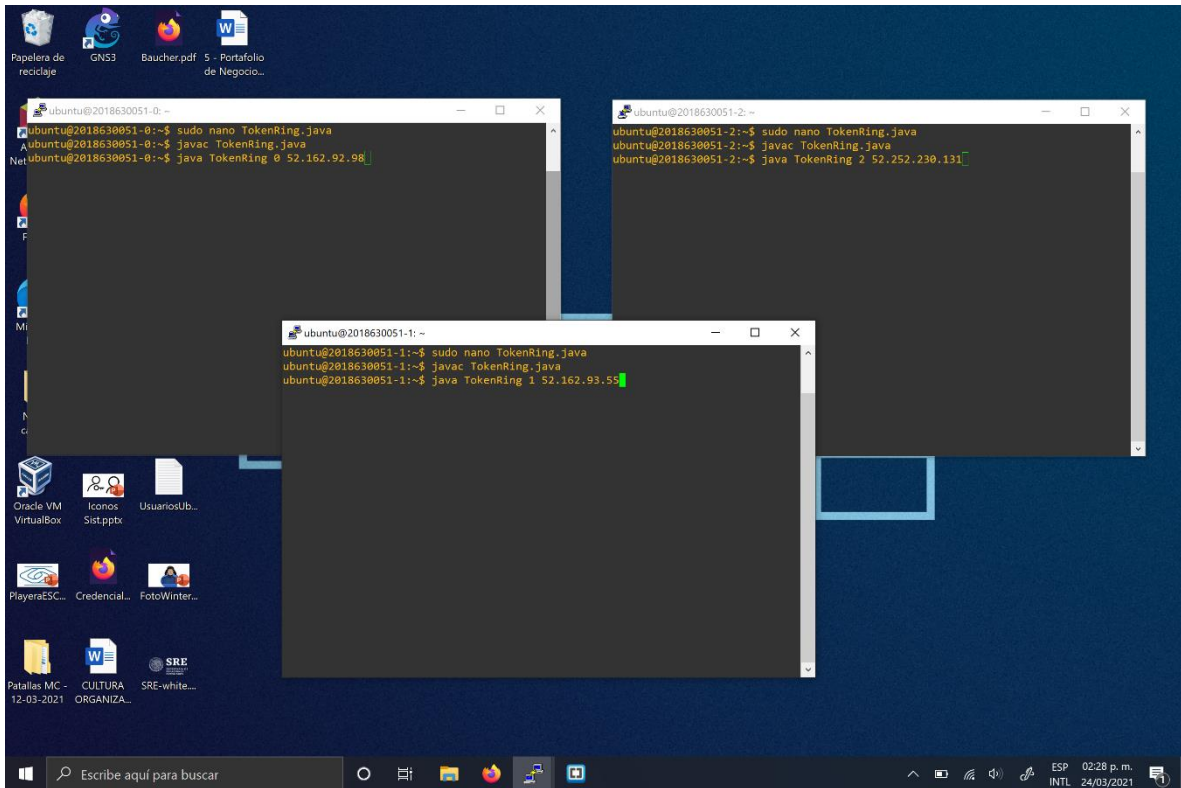 Papelera de
reciclaje
GNS3
Baucher.pdf
5 - Portafolio
de Negocio...
ubuntu@2018630051-0: ~
ubuntu@2018630051-0:~$ sudo nano TokenRing.java
ubuntu@2018630051-0:~$ javac TokenRing.java
ubuntu@2018630051-0:~$ java TokenRing 0 52.162.92.98
ubuntu@2018630051-2: ~
ubuntu@2018630051-2:~$ sudo nano TokenRing.java
ubuntu@2018630051-2:~$ javac TokenRing.java
ubuntu@2018630051-2:~$ java TokenRing 2 52.252.230.131
ubuntu@2018630051-1: ~
ubuntu@2018630051-1:~$ sudo nano TokenRing.java
ubuntu@2018630051-1:~$ javac TokenRing.java
ubuntu@2018630051-1:~$ java TokenRing 1 52.162.93.55
Oracle VM
VirtualBox
Iconos
Sist.pptx
UsuariosUb...
PlayeraESC...
Credencial...
FotoWinter...
SRE
Patallas MC -
12-03-2021
CULTURA
ORGANIZA...
SRE-white....
Escribe aquí para buscar
ESP
INTL
02:28 p. m.
24/03/2021